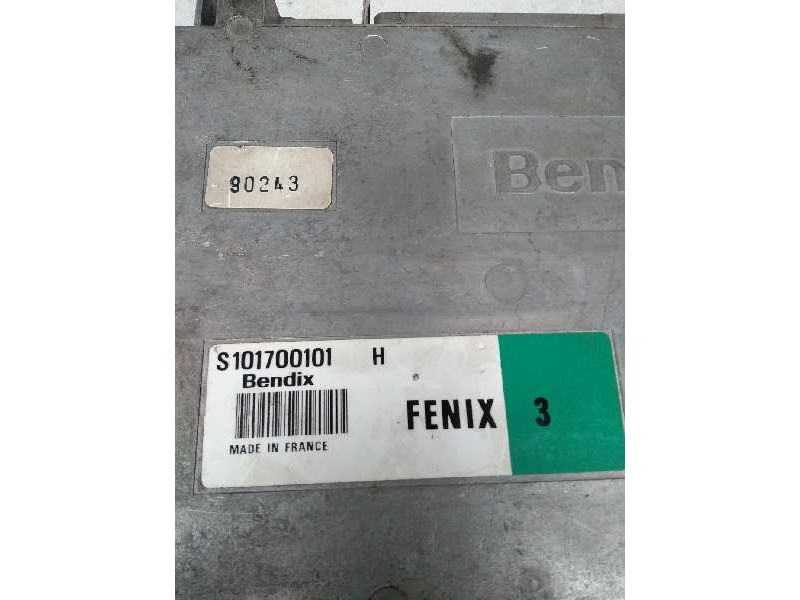 90243
Ben
S101700101 H
Bendix
FENIX 3
MADE IN FRANCE